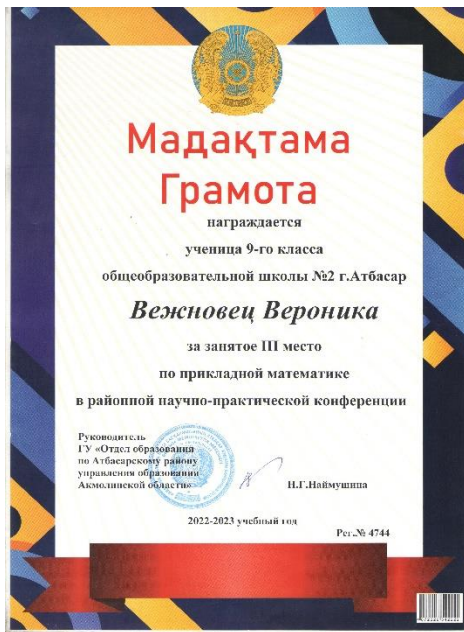 Мадақтама
Грамота
награждается
ученица 9-го класса
общеобразовательной школы №2 г.Атбасар
Вежновец Вероника
за занятое III место
по прикладной математике
в районной научно-практической конференции
Руководитель
ГУ «Отдел образования
по Атбасарскому району
управления образования
Акмолинской области»
Н.Г.Наймушина
2022-2023 учебный год
Рег.№ 4744